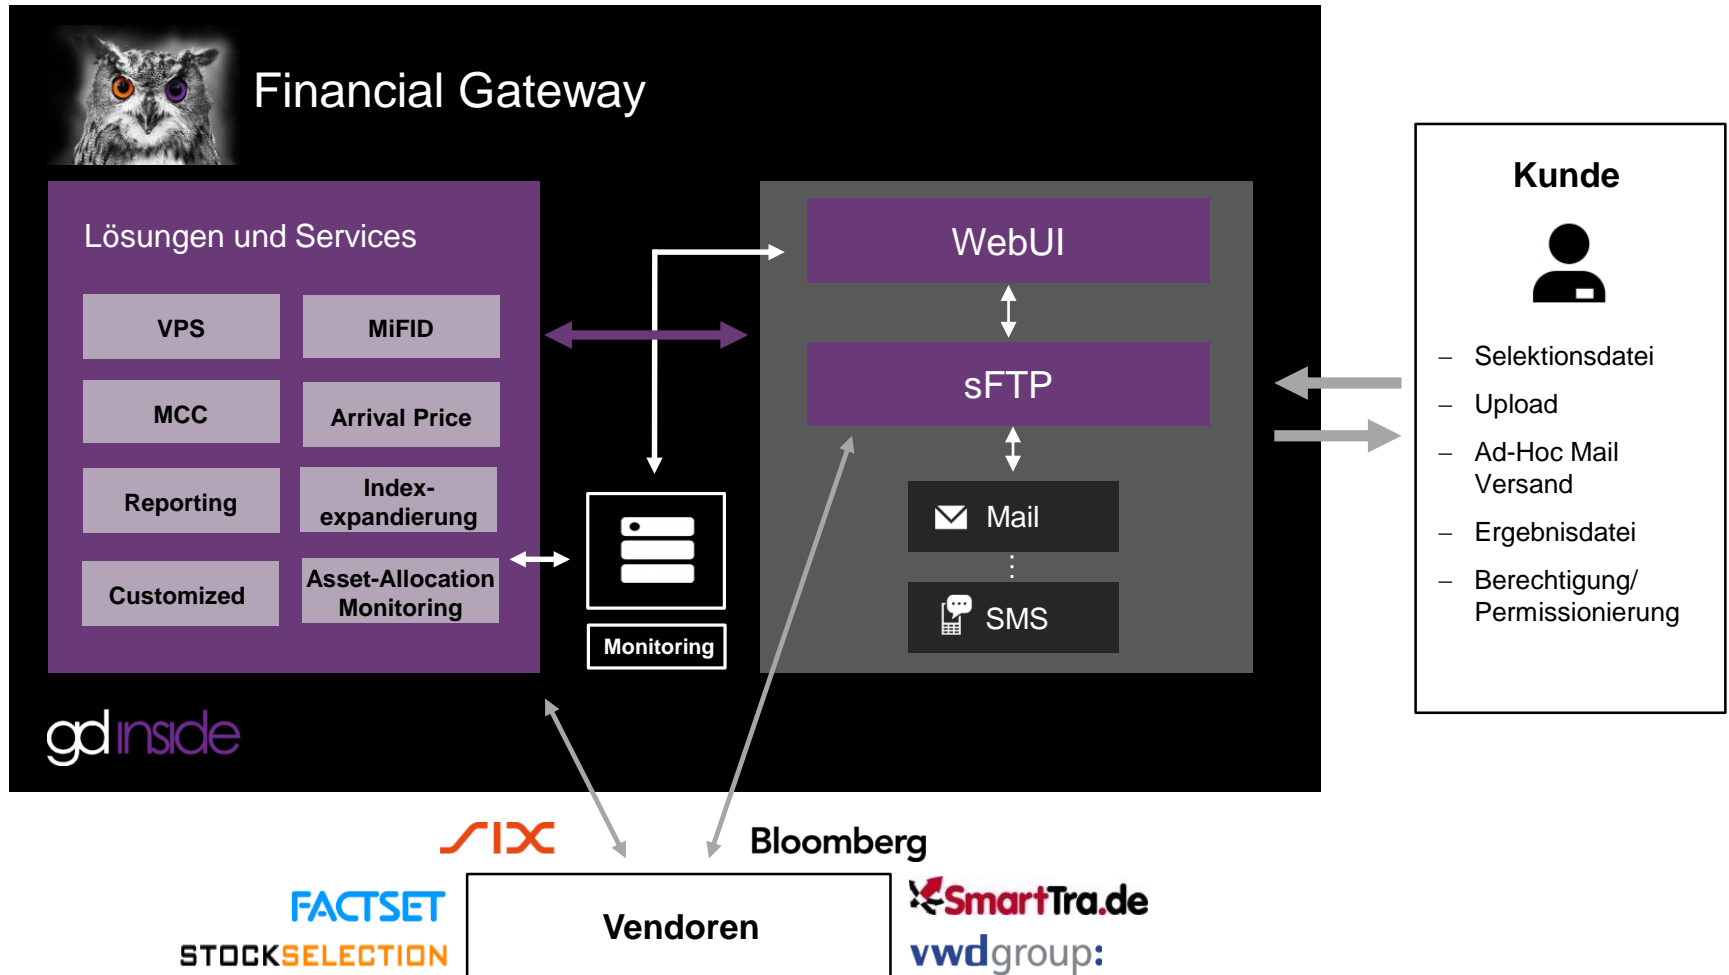 Financial Gateway
Lösungen und Services
VPS
MiFID
MCC
Arrival Price
Reporting
Index-
expandierung
Customized
Asset-Allocation
Monitoring
Monitoring
WebUI
sFTP
Mail
SMS
gd inside
Kunde
– Selektionsdatei
– Upload
– Ad-Hoc Mail
Versand
– Ergebnisdatei
– Berechtigung/
Permissionierung
SIX
Bloomberg
FACTSET
STOCKSELECTION
Vendoren
SmartTra.de
vwdgroup: